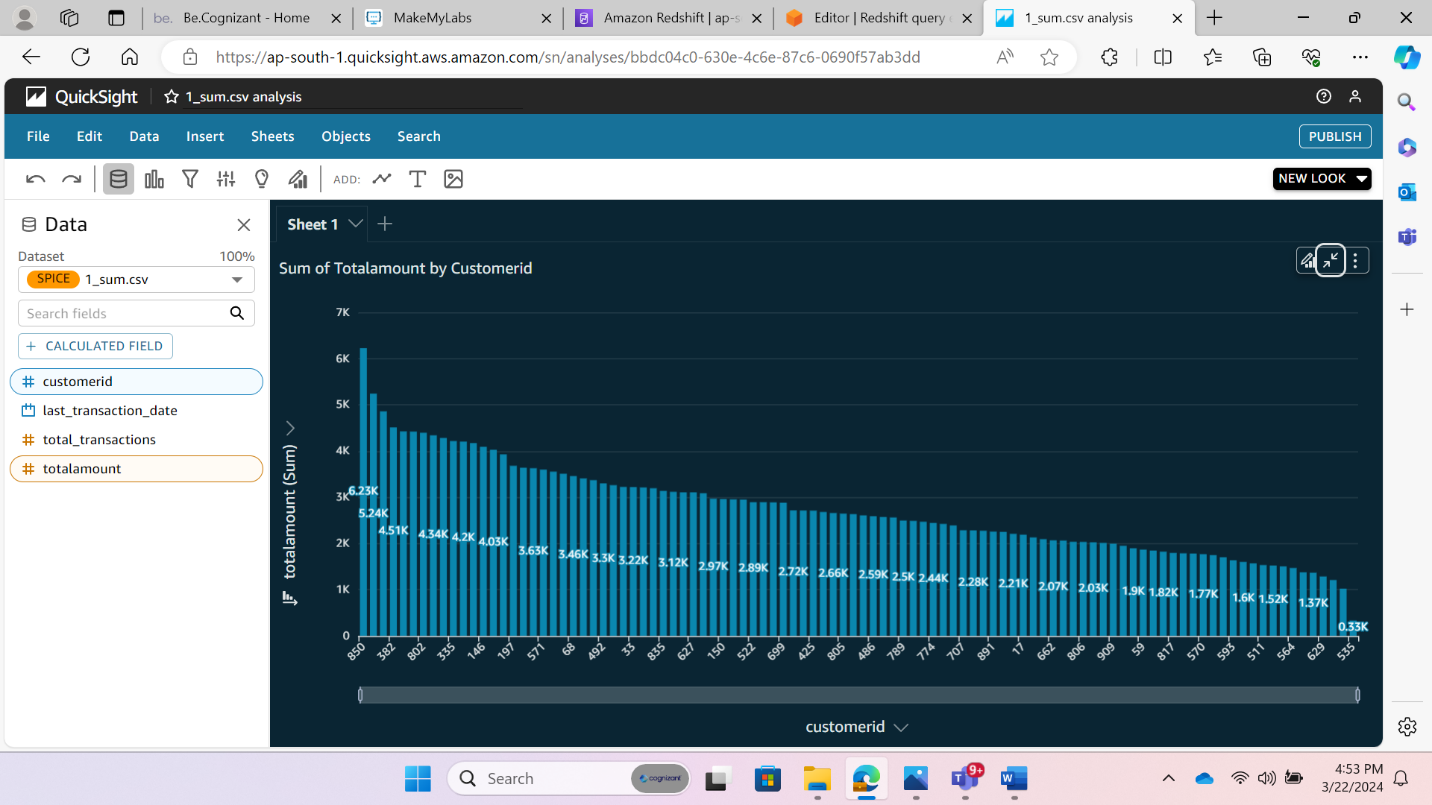 be. Be.Cognizant - Home
MakeMyLabs
Amazon Redshift | ap-s
Editor | Redshift query
1_sum.csv analysis
https://ap-south-1.quicksight.aws.amazon.com/sn/analyses/bbdc04c0-630e-4c6e-87c6-0690f57ab3dd
QuickSight
1_sum.csv analysis
File Edit Data Insert Sheets Objects Search
PUBLISH
ADD:
NEW LOOK
Data
Dataset 100%
SPICE 1_sum.csv
Search fields
+ CALCULATED FIELD
# customerid
last_transaction_date
# total_transactions
# totalamount
Sheet 1
Sum of Totalamount by Customerid
totalamount (Sum)
7K
6K
5K
4K
3K
2K
1K
0
6.23K 5.24K 4.51K 4.34K 4.2K 4.03K 3.63K 3.46K 3.3K 3.22K 3.12K 2.97K 2.89K 2.72K 2.66K 2.59K 2.5K 2.44K 2.28K 2.21K 2.07K 2.03K 1.9K 1.82K 1.77K 1.6K 1.52K 1.37K 0.33K
850 382 802 335 146 197 571 68 492 33 835 627 150 522 699 425 805 486 789 774 707 891 17 662 806 909 59 817 570 593 511 564 629 535
customerid
Search
cognizant
9+
4:53 PM
3/22/2024